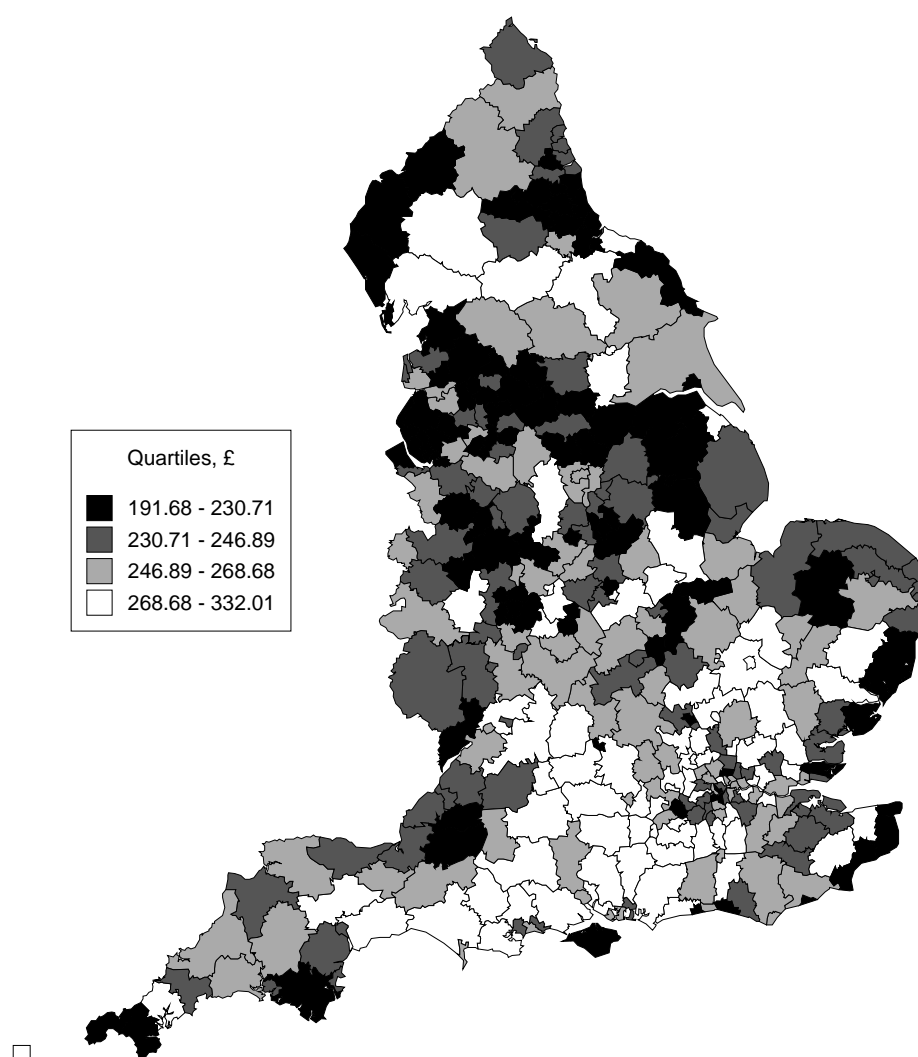 Quartiles, £
191.68 - 230.71
230.71 - 246.89
246.89 - 268.68
268.68 - 332.01